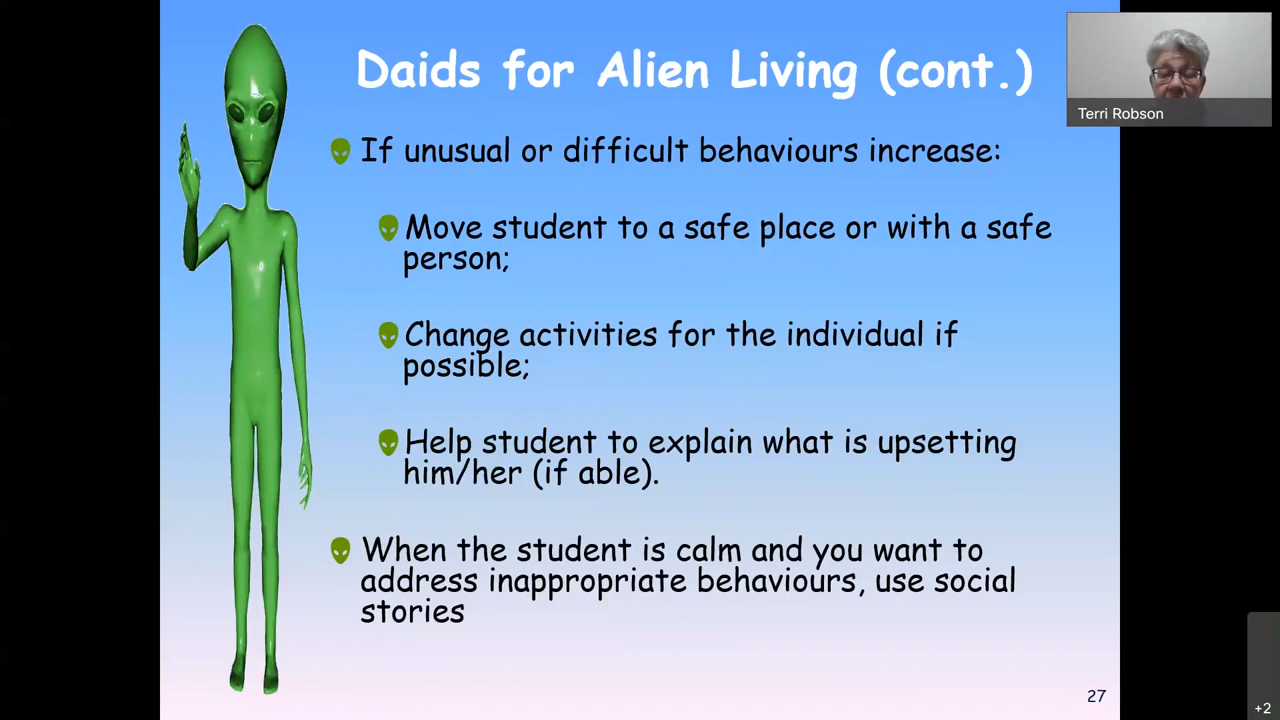 Daids for Alien Living (cont.)
Terri Robson
If unusual or difficult behaviours increase:
Move student to a safe place or with a safe
person;
Change activities for the individual if
possible;
Help student to explain what is upsetting
him/her (if able).
When the student is calm and you want to
address inappropriate behaviours, use social
stories
27
+2